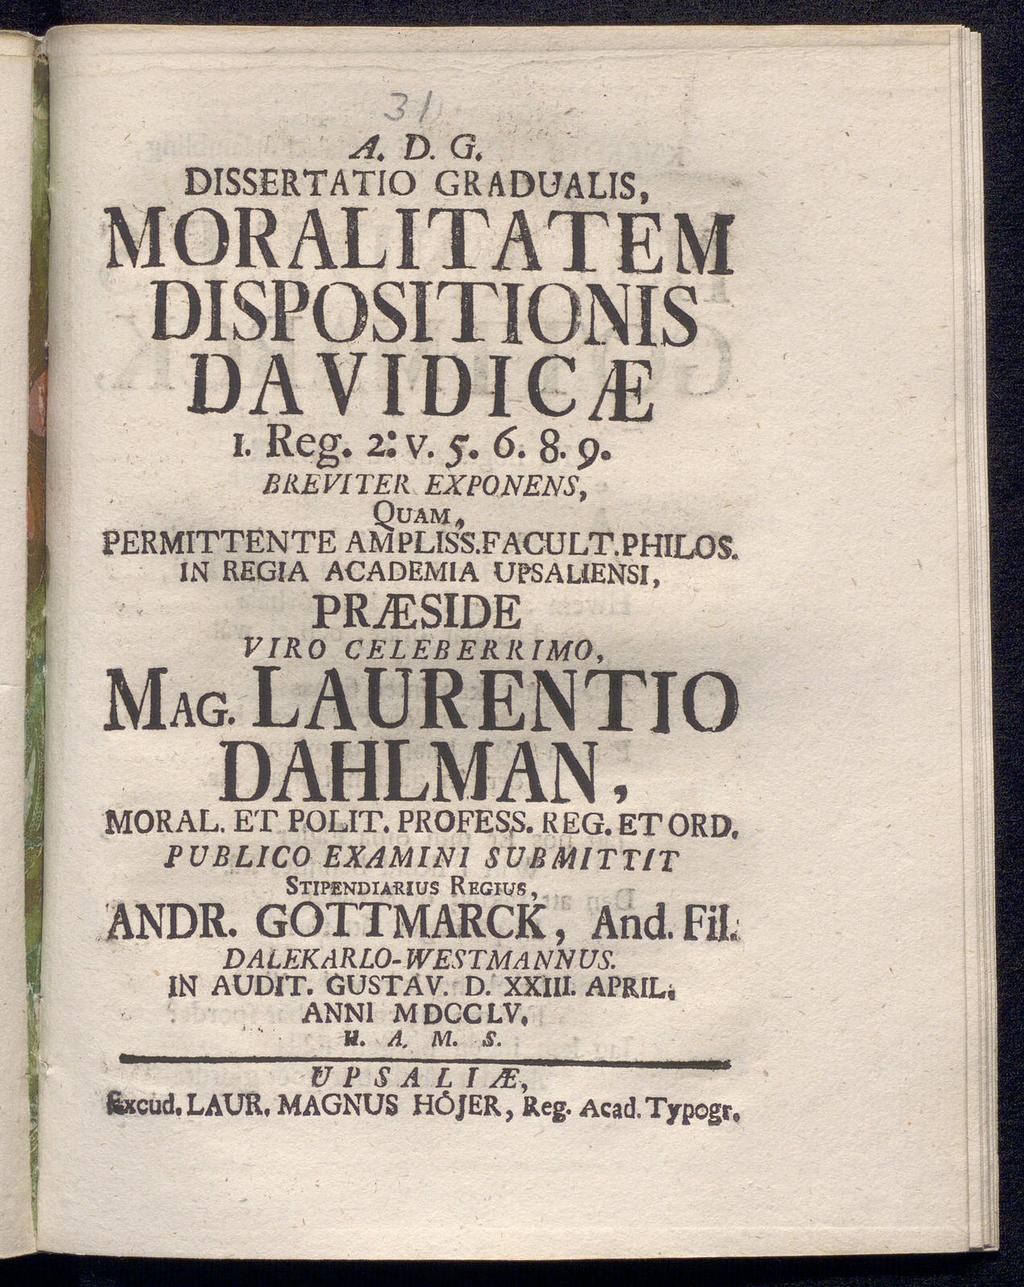 31
A. D. G.
DISSERTATIO GRADUALIS,
MORALITATEM
DISPOSITIONIS
DAVIDICÆ
1. Reg. 2: v. 5. 6. 8. 9.
BREVITER EXPONENS,
QUAM,
PERMITTENTE AMPLISS. FACULT. PHILOS.
IN REGIA ACADEMIA UPSALIENSI,
PRÆSIDE
VIRO CELEBERRIMO,
MAG. LAURENTIO
DAHLMAN,
MORAL. ET POLIT. PROFESS. REG. ET ORD.
PUBLICO EXAMINI SUBMITTIT
STIPENDIARIUS REGIUS,
ANDR. GOTTMARCK, And. Fil.
DALEKARLO-WESTMANNUS.
IN AUDIT. GUSTAV. D. XXIII. APRIL.
ANNI MDCCLV.
H. A. M. S.
UPSALIÆ,
Excud. LAUR. MAGNUS HÖJER, Reg. Acad. Typogr.